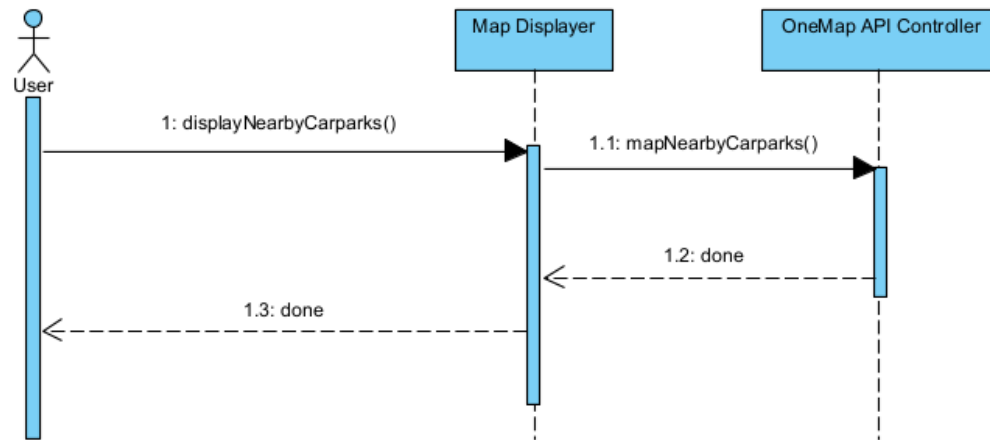 User
Map Displayer
OneMap API Controller
1: displayNearbyCarparks()
1.1: mapNearbyCarparks()
1.2: done
1.3: done